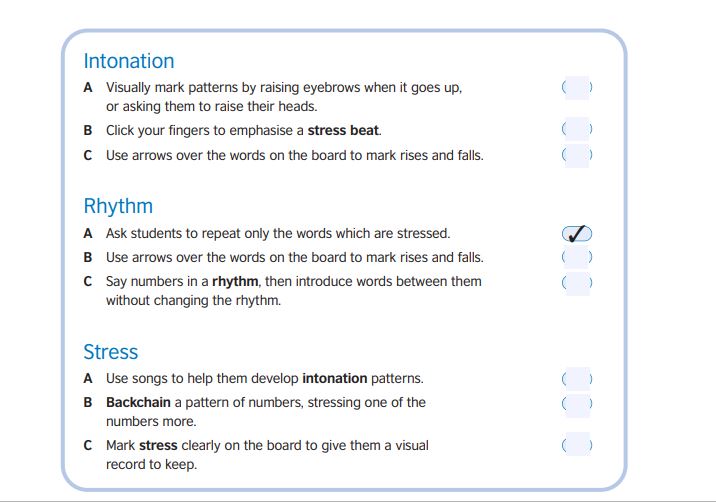 Intonation
A Visually mark patterns by raising eyebrows when it goes up,
or asking them to raise their heads.
B Click your fingers to emphasise a stress beat.
C Use arrows over the words on the board to mark rises and falls.
Rhythm
A Ask students to repeat only the words which are stressed.
B Use arrows over the words on the board to mark rises and falls.
C Say numbers in a rhythm, then introduce words between them
without changing the rhythm.
Stress
A Use songs to help them develop intonation patterns.
B Backchain a pattern of numbers, stressing one of the
numbers more.
C Mark stress clearly on the board to give them a visual
record to keep.